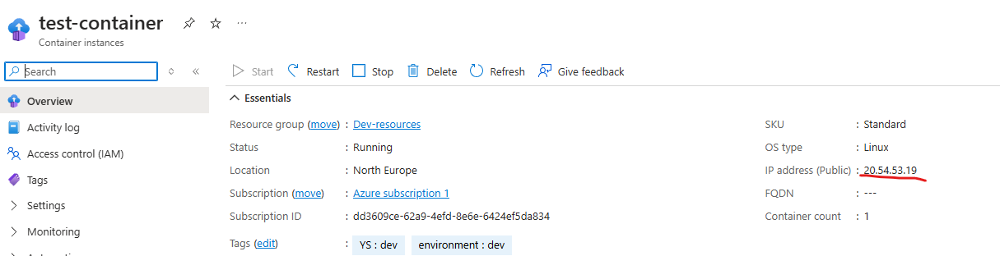 test-container
Container instances
Search
Start Restart Stop Delete Refresh Give feedback
Overview
Activity log
Access control (IAM)
Tags
Settings
Monitoring
Essentials
Resource group (move) : Dev-resources
Status : Running
Location : North Europe
Subscription (move) : Azure subscription 1
Subscription ID : dd3609ce-62a9-4efd-8e6e-6424ef5da834
Tags (edit) : YS : dev environment : dev
SKU : Standard
OS type : Linux
IP address (Public) : 20.54.53.19
FQDN : ---
Container count : 1